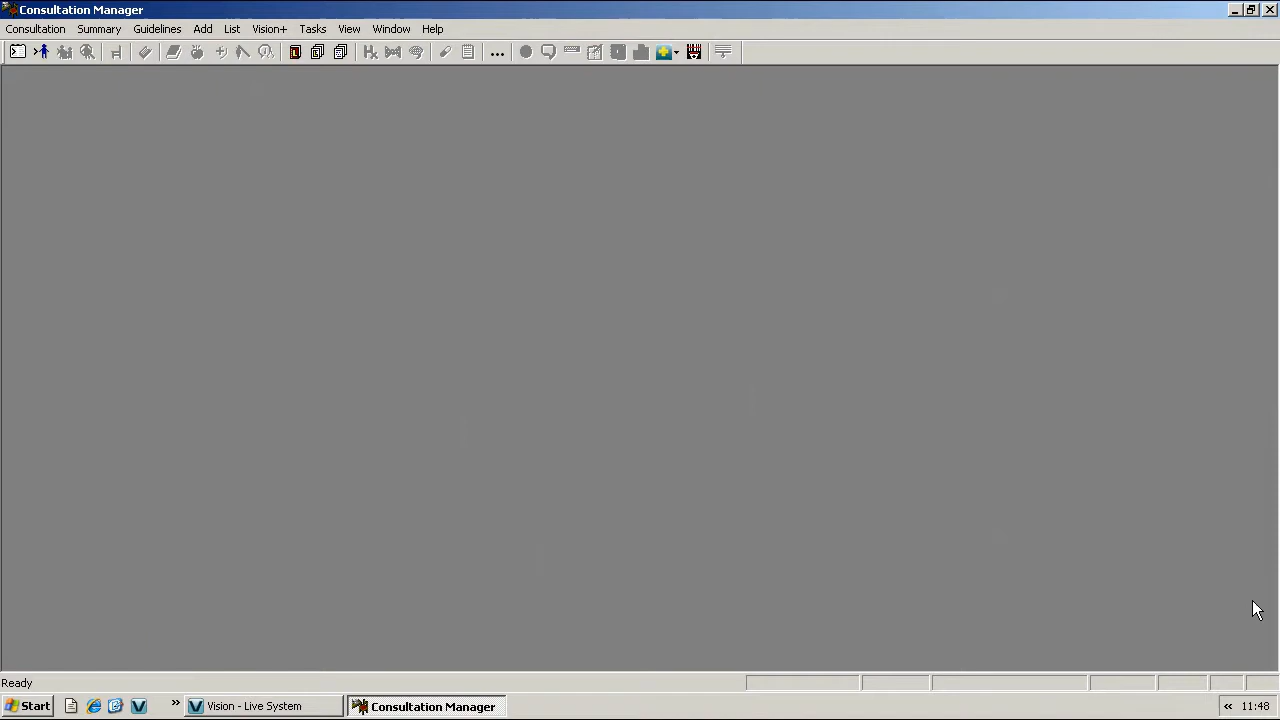 Consultation Manager
Consultation Summary Guidelines Add List Vision+ Tasks View Window Help
Ready
Start Vision - Live System Consultation Manager 11:48